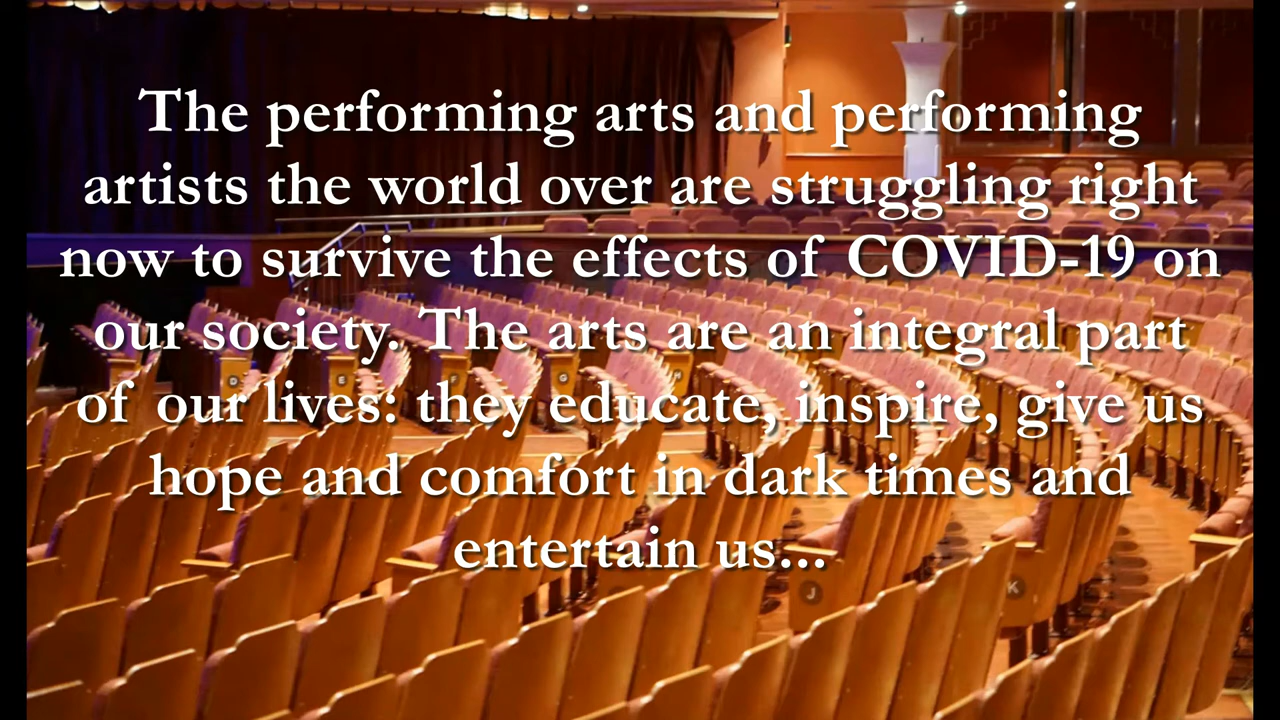 The performing arts and performing
artists the world over are struggling right
now to survive the effects of COVID-19 on
our society. The arts are an integral part
of our lives: they educate, inspire, give us
hope and comfort in dark times and
entertain us...
D E F G H
J K